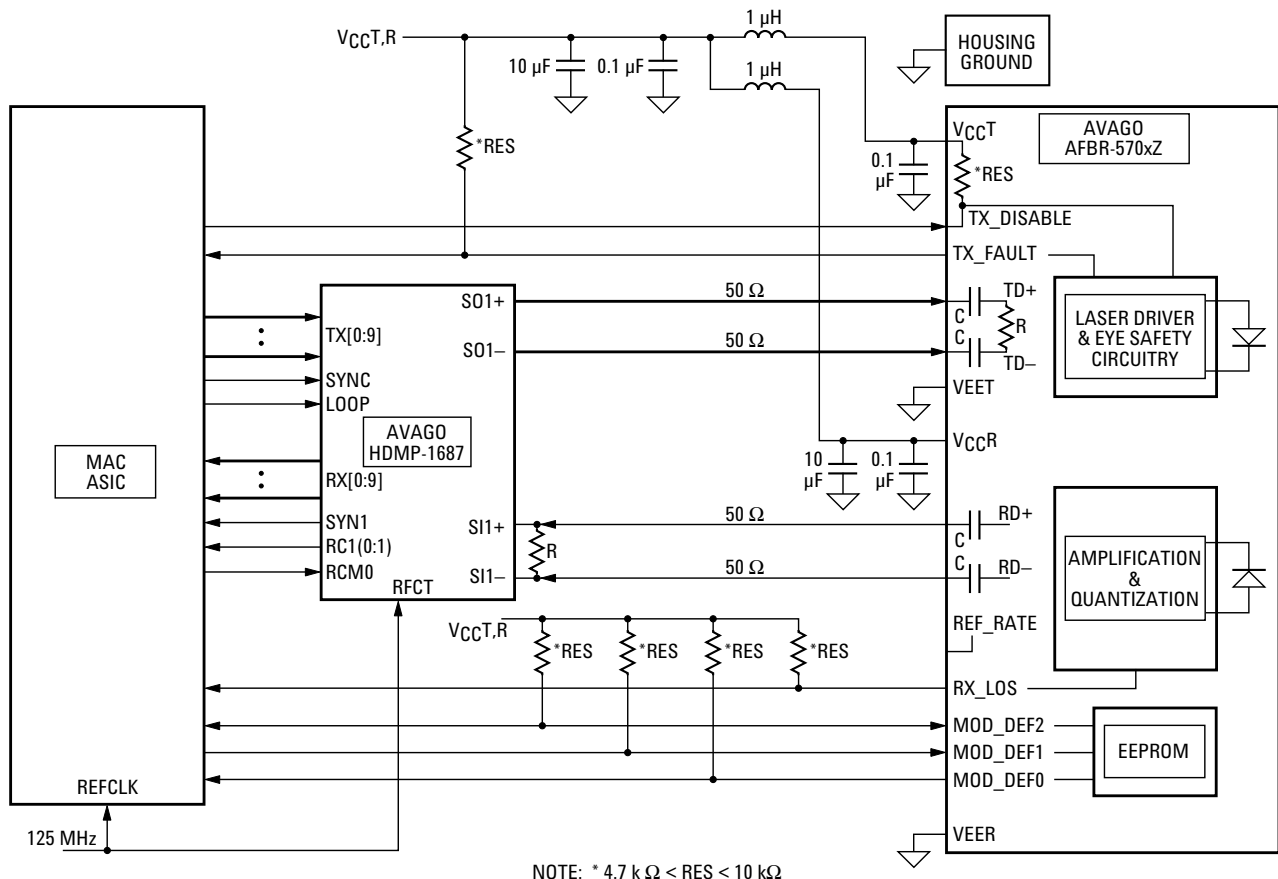 1 µH
VCCT,R
10 µF
0.1 µF
1 µH
HOUSING
GROUND
*RES
VCCT
AVAGO
AFBR-570xZ
0.1
µF
*RES
TX_DISABLE
TX_FAULT
SO1+
50 Ω
TD+
C
R
LASER DRIVER
& EYE SAFETY
CIRCUITRY
TX[0:9]
:
:
SO1–
50 Ω
C
TD–
SYNC
LOOP
VEET
AVAGO
HDMP-1687
MAC
ASIC
VCCR
10
µF
0.1
µF
RX[0:9]
:
:
SYN1
RC1(0:1)
RCM0
SI1+
50 Ω
RD+
C
R
AMPLIFICATION
&
QUANTIZATION
SI1–
50 Ω
C
RD–
RFCT
REF_RATE
VCCT,R
*RES
*RES
*RES
*RES
RX_LOS
MOD_DEF2
MOD_DEF1
MOD_DEF0
EEPROM
REFCLK
125 MHz
VEER
NOTE: * 4.7 k Ω < RES < 10 kΩ